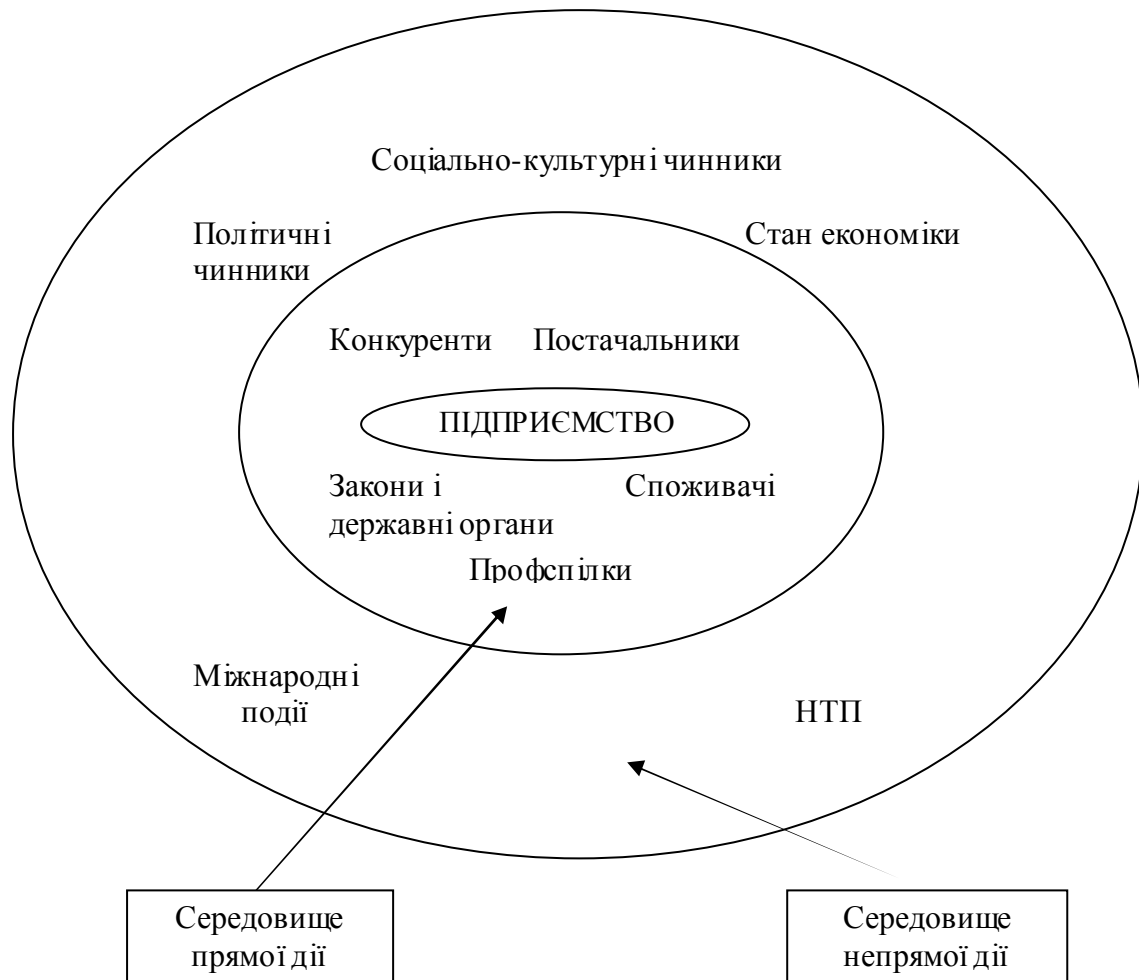 Соціально-культурні чинники
Політичні
чинники
Стан економіки
Конкуренти
Постачальники
ПІДПРИЄМСТВО
Закони і
державні органи
Споживачі
Профспілки
Міжнародні
події
НТП
Середовище
прямої дії
Середовище
непрямої дії